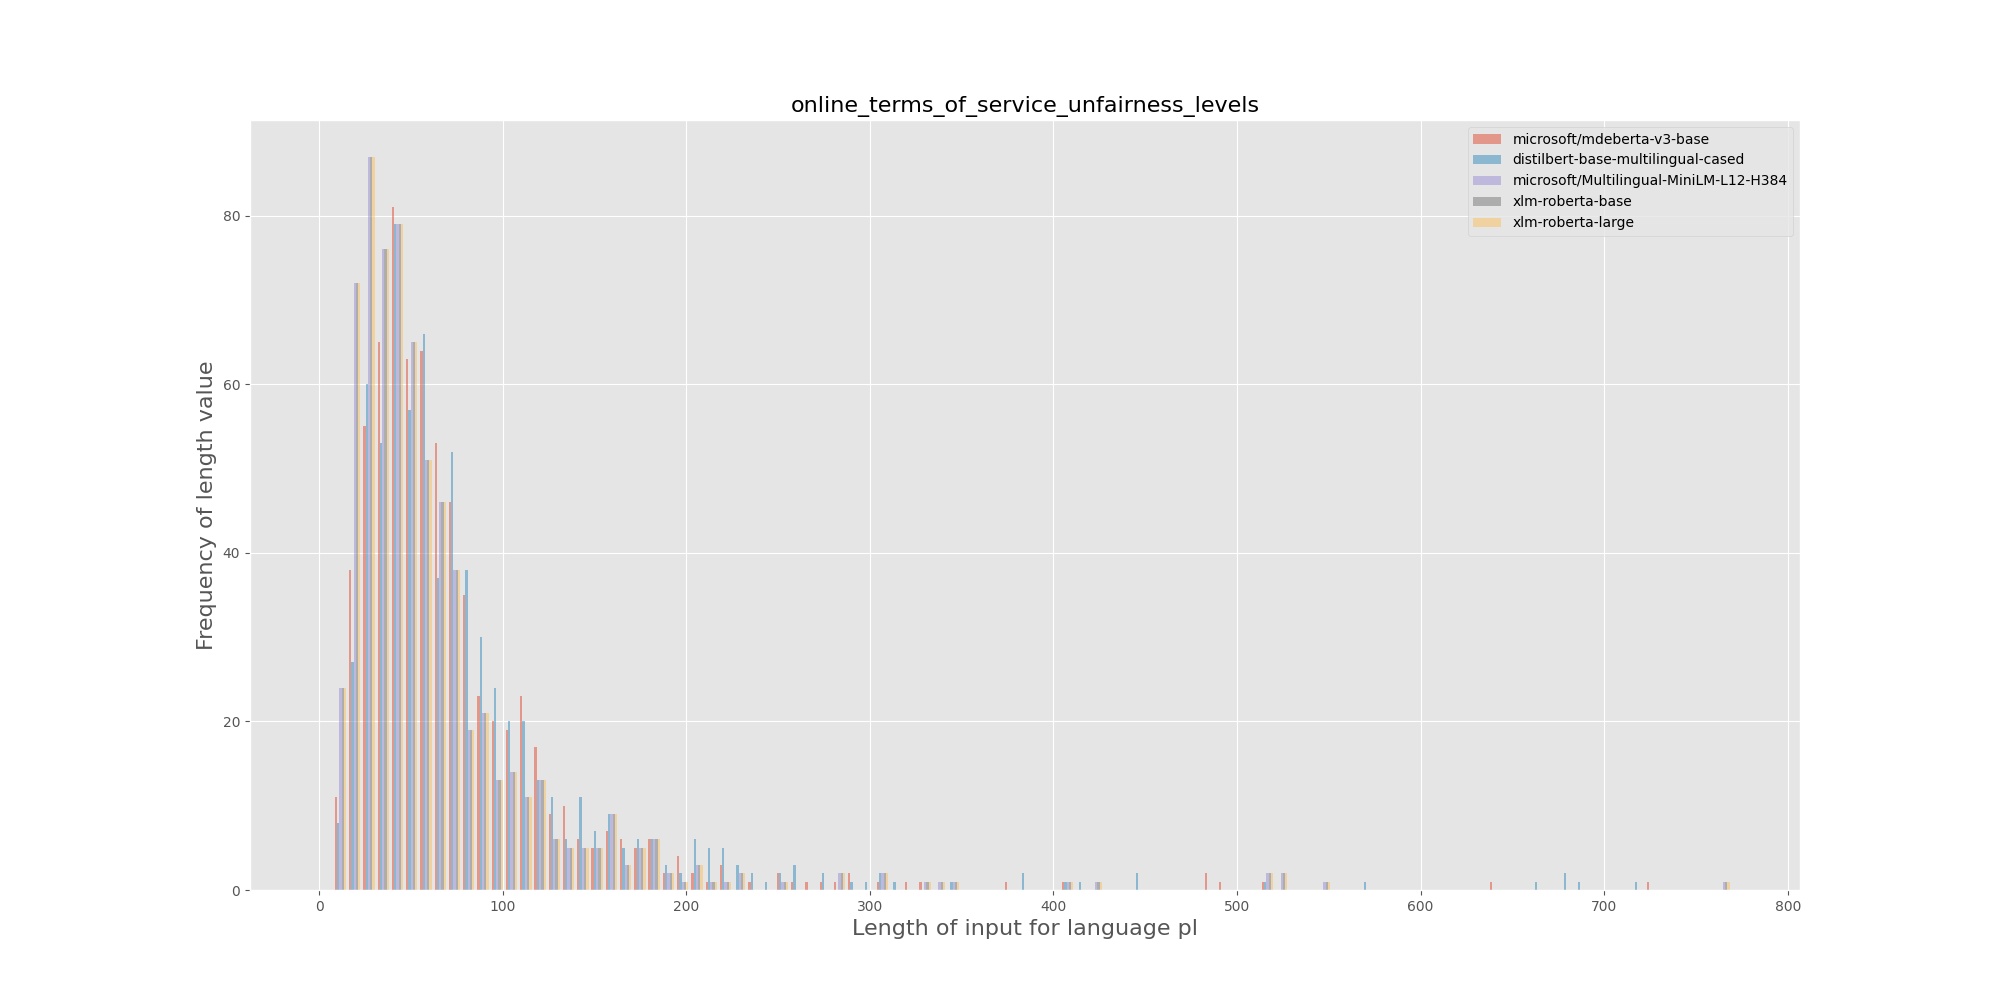 online_terms_of_service_unfairness_levels
microsoft/mdeberta-v3-base
distilbert-base-multilingual-cased
microsoft/Multilingual-MiniLM-L12-H384
xlm-roberta-base
xlm-roberta-large
Frequency of length value
80
60
40
20
0
0 100 200 300 400 500 600 700 800
Length of input for language pl